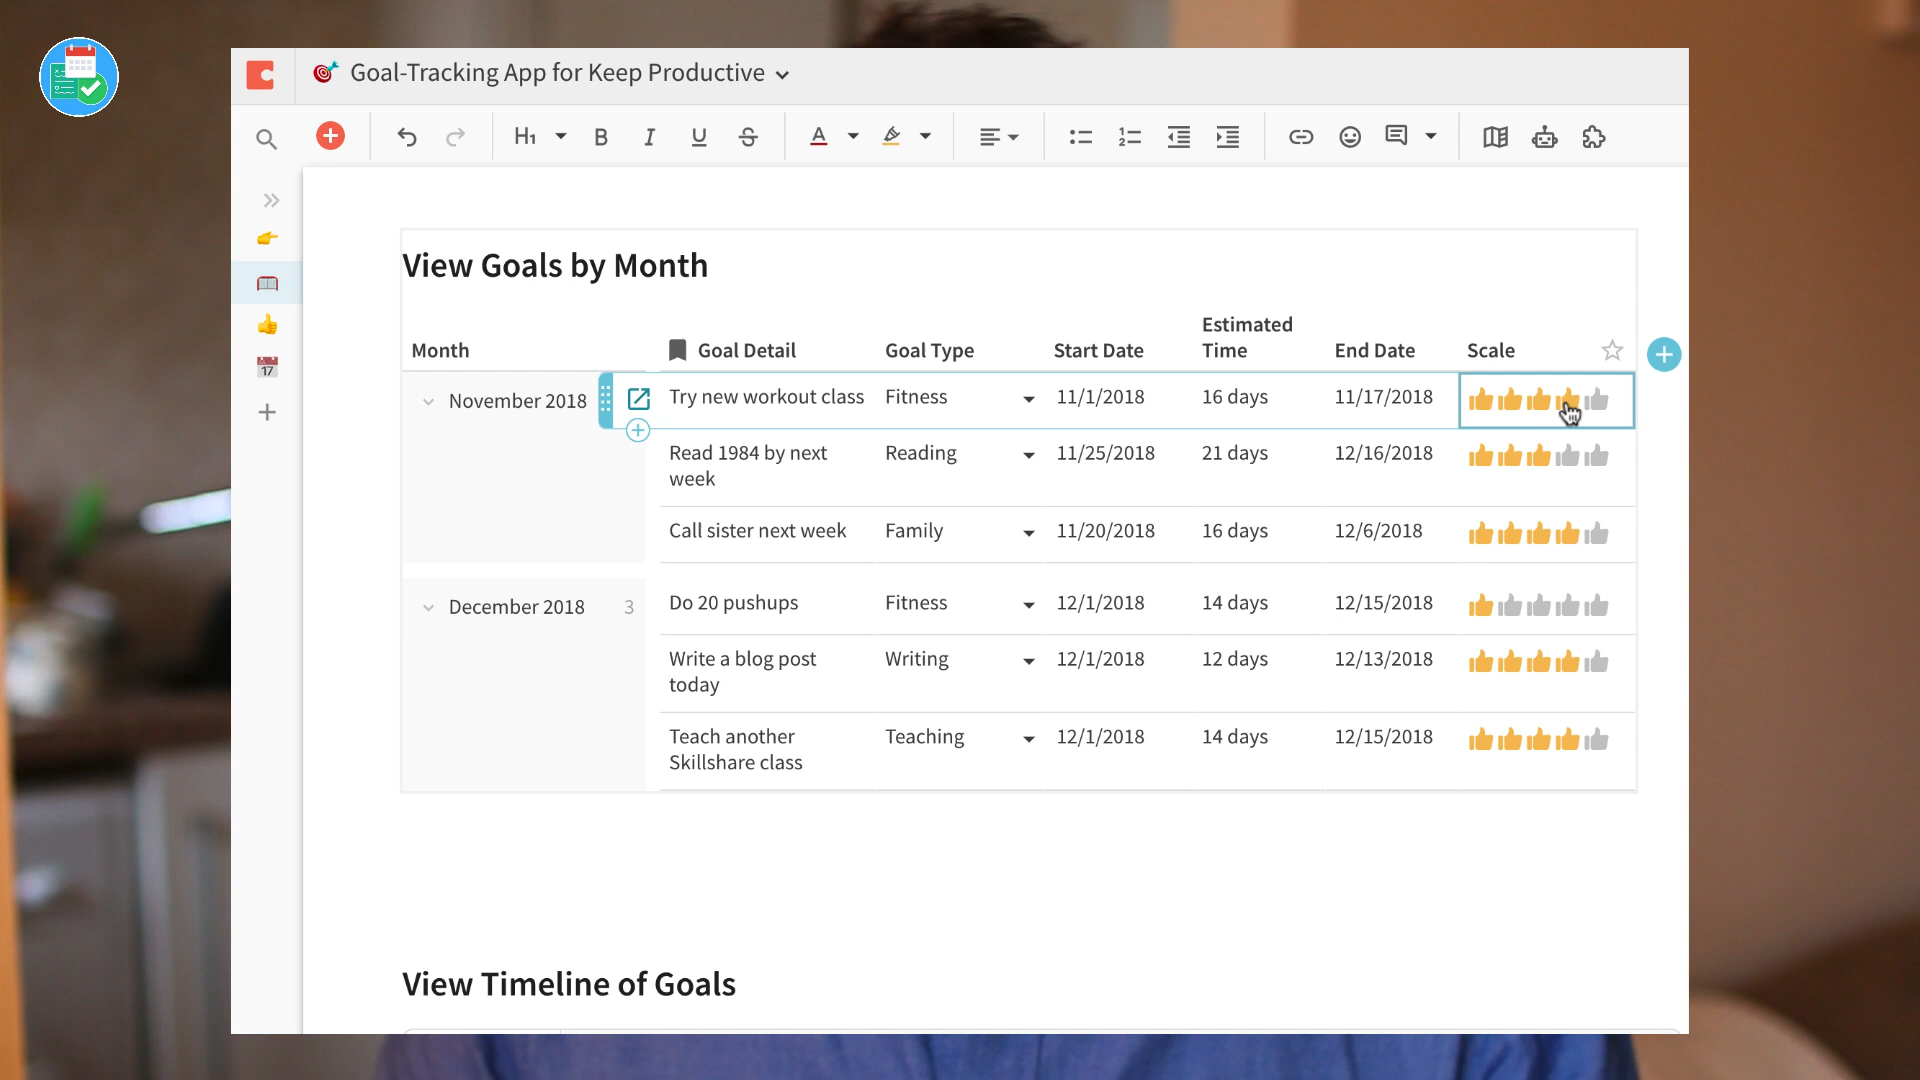 Goal-Tracking App for Keep Productive
H1 B I U S A
View Goals by Month
Month Goal Detail Goal Type Start Date Estimated Time End Date Scale
November 2018 Try new workout class Fitness 11/1/2018 16 days 11/17/2018
Read 1984 by next week Reading 11/25/2018 21 days 12/16/2018
Call sister next week Family 11/20/2018 16 days 12/6/2018
December 2018 3 Do 20 pushups Fitness 12/1/2018 14 days 12/15/2018
Write a blog post today Writing 12/1/2018 12 days 12/13/2018
Teach another Skillshare class Teaching 12/1/2018 14 days 12/15/2018
17
View Timeline of Goals